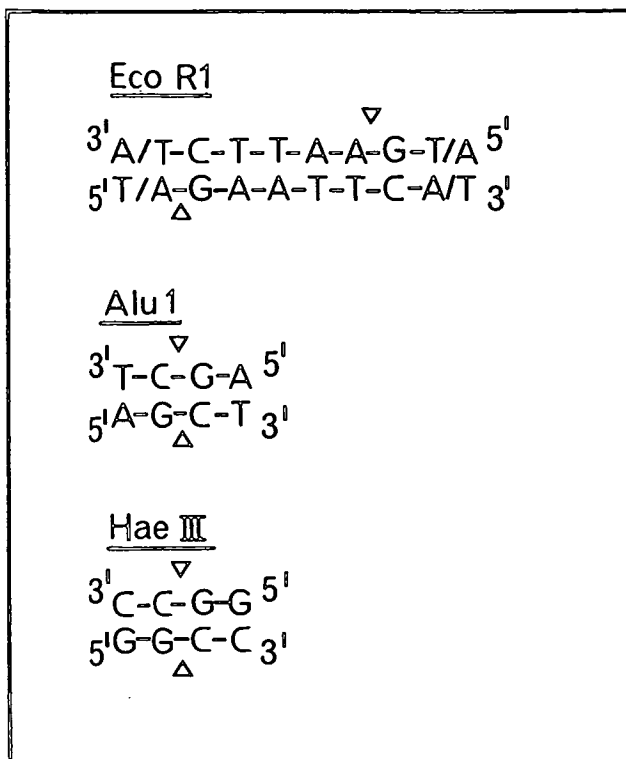 Eco R1
▽
3' A/T-C-T-T-A-A-G-T/A 5'
5' T/A-G-A-A-T-T-C-A/T 3'
△
Alu 1
▽
3' T-C-G-A 5'
5' A-G-C-T 3'
△
Hae III
▽
3' C-C-G-G 5'
5' G-G-C-C 3'
△